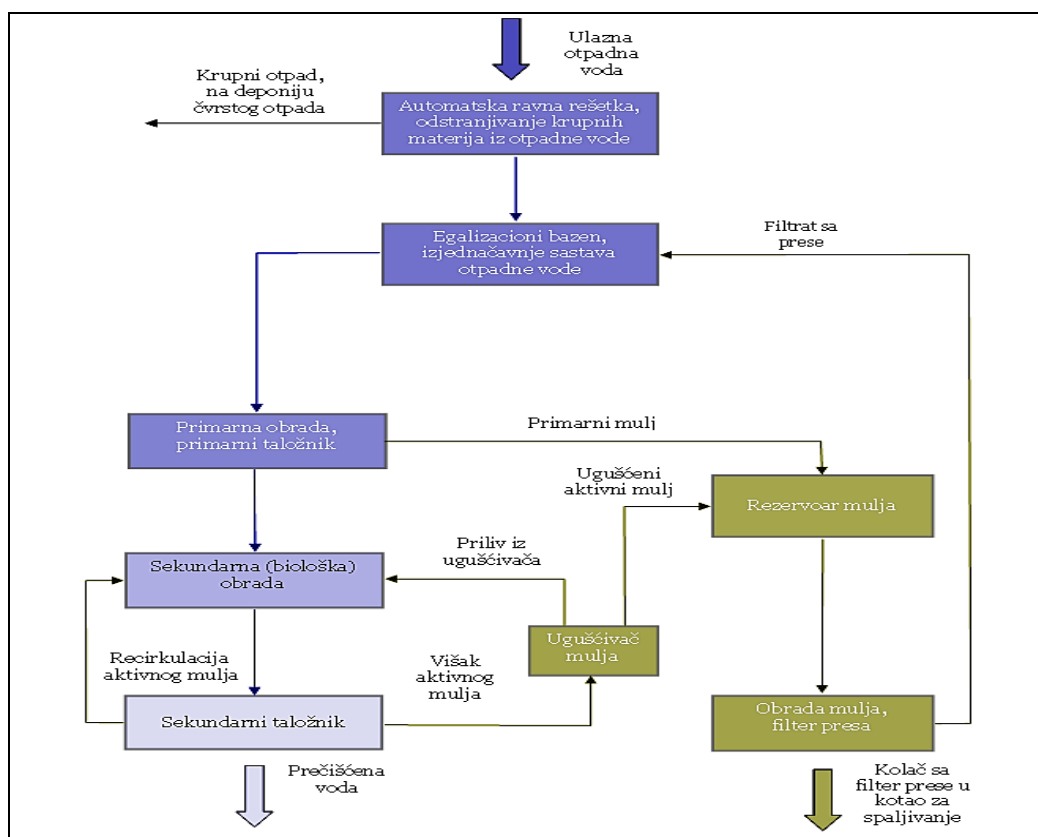 Ulazna
otpadna
voda
Krupni otpad,
na deponiju
čvrstog otpada
Automatska ravna rešetka,
odstranjivanje krupnih
materija iz otpadne vode
Egalizacioni bazen,
izjednačavnje sastava
otpadne vode
Filtrat sa
prese
Primarna obrada,
primarni taložnik
Primarni mulj
Ugušćeni
aktivni mulj
Rezervoar mulja
Priliv iz
ugušćivača
Sekundarna (biološka)
obrada
Ugušćivač
mulja
Recirkulacija
aktivnog mulja
Višak
aktivnog
mulja
Sekundarni taložnik
Obrada mulja,
filter presa
Prečišćena
voda
Kolač sa
filter prese u
kotao za
spaljivanje